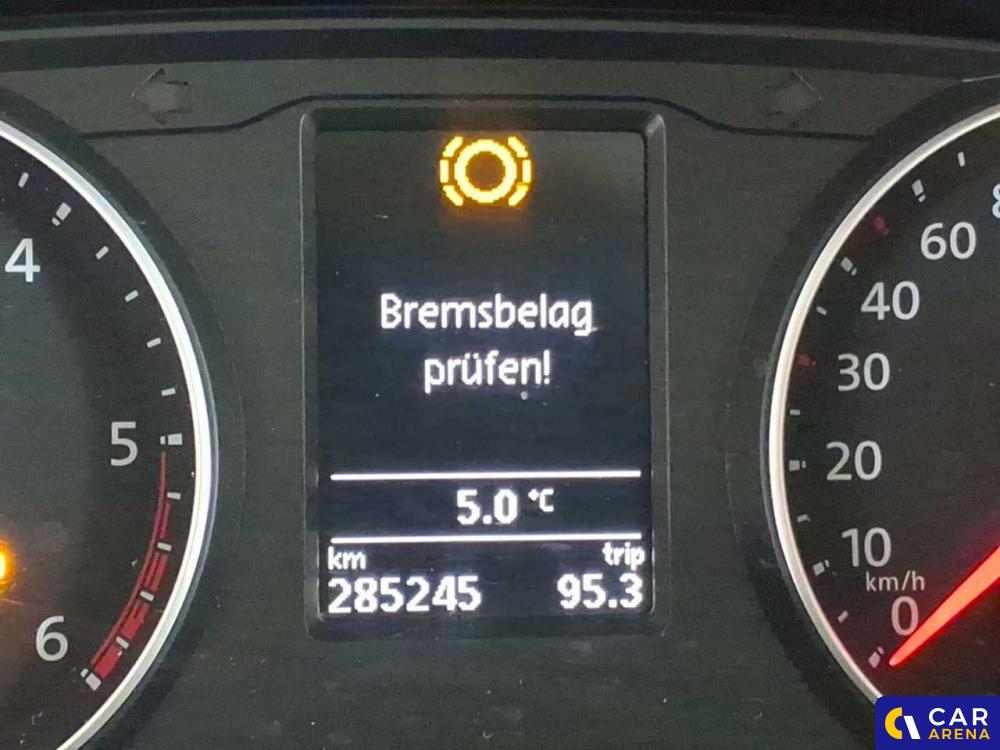 Bremsbelag
prüfen!
5.0 °C
km trip
285245 95.3
4
5
6
60
40
30
20
10
km/h
0
CAR
ARENA